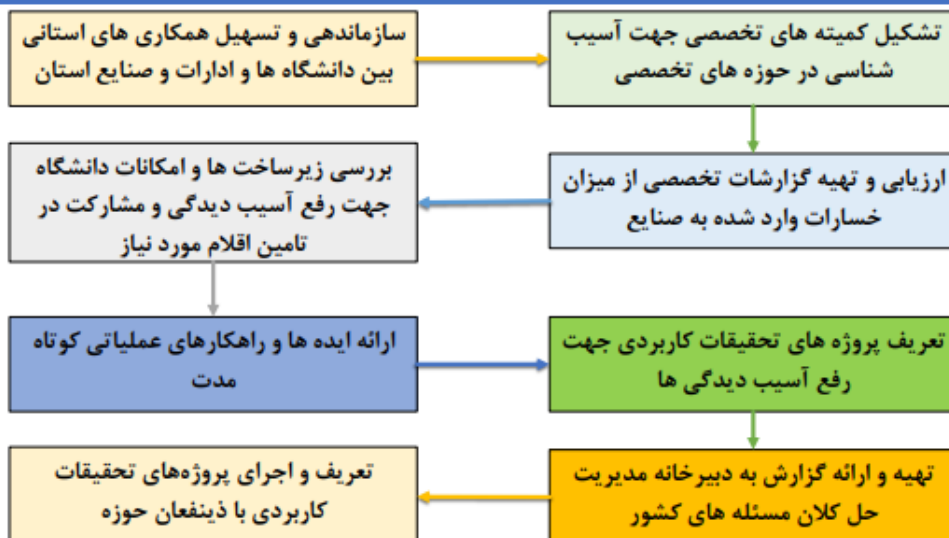 سازماندهی و تسهیل همکاری های استانی
بین دانشگاه ها و ادارات و صنایع استان
تشکیل کمیته های تخصصی جهت آسیب
شناسی در حوزه های تخصصی
ارزیابی و تهیه گزارشات تخصصی از میزان
خسارات وارد شده به صنایع
بررسی زیرساخت ها و امکانات دانشگاه
جهت رفع آسیب دیدگی و مشارکت در
تامین اقلام مورد نیاز
ارائه ایده ها و راهکارهای عملیاتی کوتاه
مدت
تعریف پروژه های تحقیقات کاربردی جهت
رفع آسیب دیدگی ها
تهیه و ارائه گزارش به دبیرخانه مدیریت
حل کلان مسئله های کشور
تعریف و اجرای پروژه‌های تحقیقات
کاربردی با ذینفعان حوزه